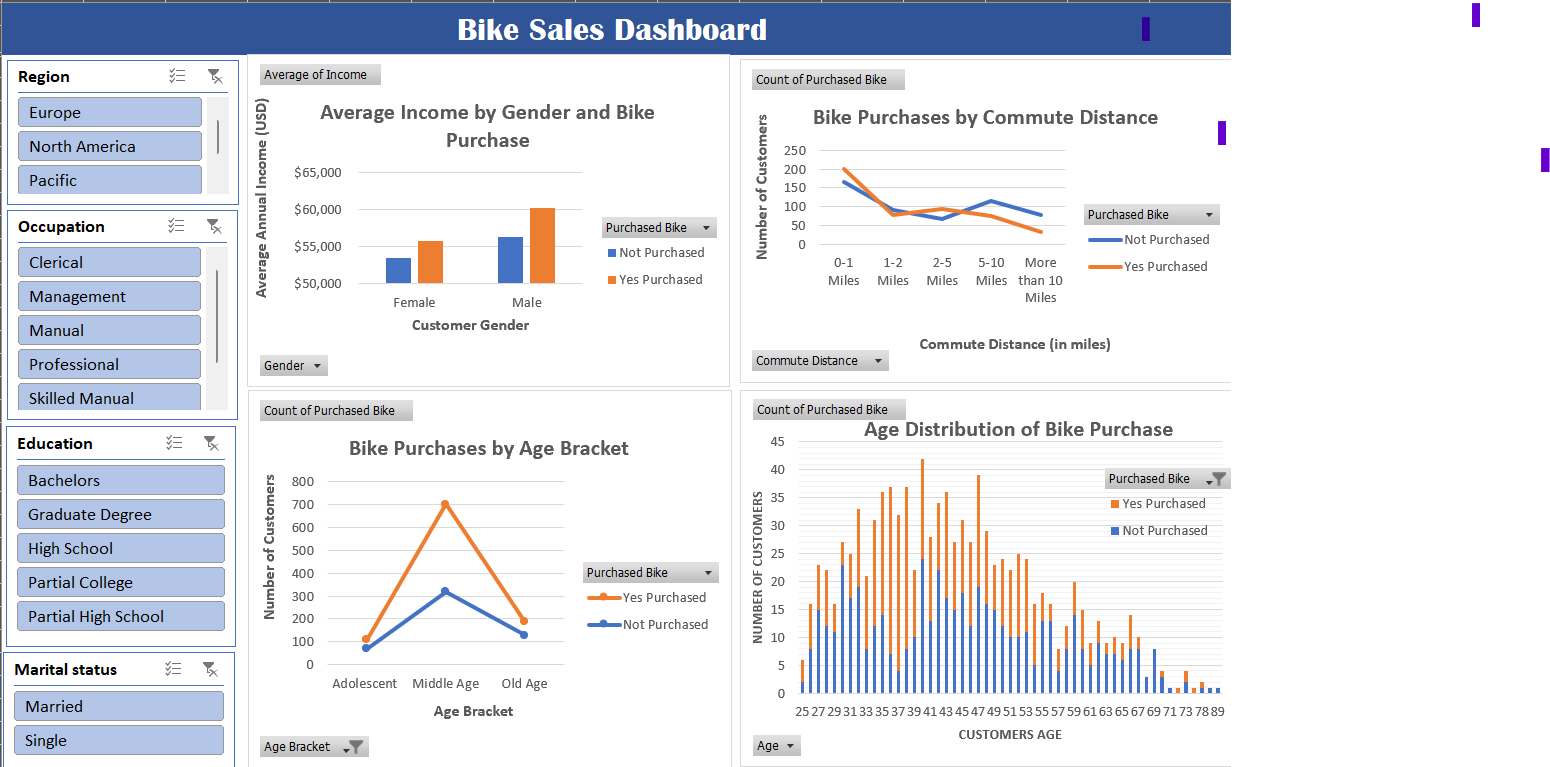 Bike Sales Dashboard
Region
Europe
North America
Pacific
Occupation
Clerical
Management
Manual
Professional
Skilled Manual
Education
Bachelors
Graduate Degree
High School
Partial College
Partial High School
Marital status
Married
Single
Average of Income
Average Income by Gender and Bike
Purchase
Average Annual Income (USD)
$65,000
$60,000
$55,000
$50,000
Female Male
Customer Gender
Purchased Bike
Not Purchased
Yes Purchased
Gender
Count of Purchased Bike
Bike Purchases by Commute Distance
Number of Customers
250
200
150
100
50
0
0-1 Miles
1-2 Miles
2-5 Miles
5-10 Miles
More than 10 Miles
Commute Distance (in miles)
Purchased Bike
Not Purchased
Yes Purchased
Commute Distance
Count of Purchased Bike
Bike Purchases by Age Bracket
Number of Customers
800
700
600
500
400
300
200
100
0
Adolescent Middle Age Old Age
Age Bracket
Purchased Bike
Yes Purchased
Not Purchased
Age Bracket
Count of Purchased Bike
Age Distribution of Bike Purchase
NUMBER OF CUSTOMERS
45
40
35
30
25
20
15
10
5
0
25 27 29 31 33 35 37 39 41 43 45 47 49 51 53 55 57 59 61 63 65 67 69 71 73 78 89
CUSTOMERS AGE
Purchased Bike
Yes Purchased
Not Purchased
Age